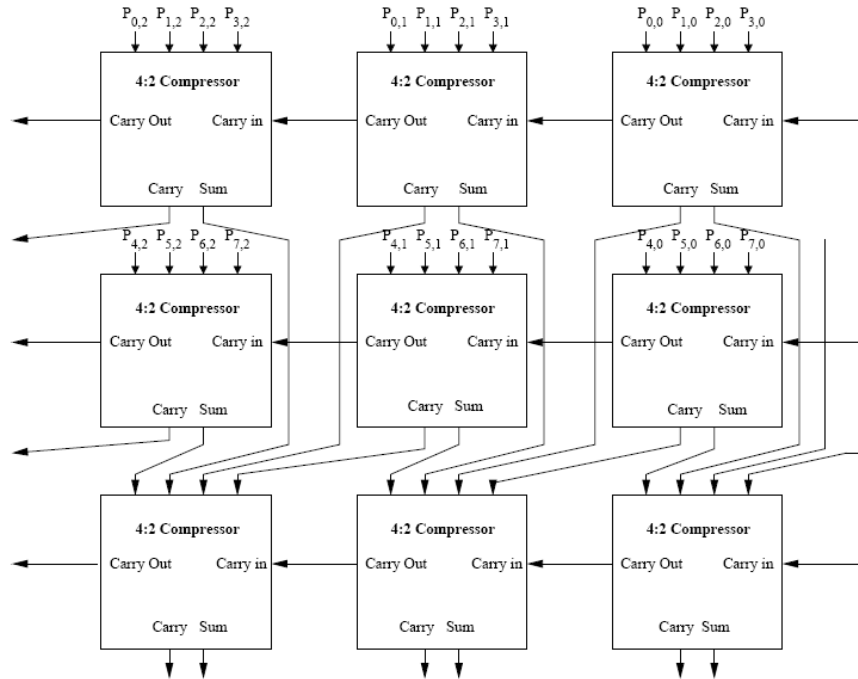 P0,2 P1,2 P2,2 P3,2 P0,1 P1,1 P2,1 P3,1 P0,0 P1,0 P2,0 P3,0
4:2 Compressor 4:2 Compressor 4:2 Compressor
Carry Out Carry in Carry Out Carry in Carry Out Carry in
Carry Sum Carry Sum Carry Sum
P4,2 P5,2 P6,2 P7,2 P4,1 P5,1 P6,1 P7,1 P4,0 P5,0 P6,0 P7,0
4:2 Compressor 4:2 Compressor 4:2 Compressor
Carry Out Carry in Carry Out Carry in Carry Out Carry in
Carry Sum Carry Sum Carry Sum
4:2 Compressor 4:2 Compressor 4:2 Compressor
Carry Out Carry in Carry Out Carry in Carry Out Carry in
Carry Sum Carry Sum Carry Sum